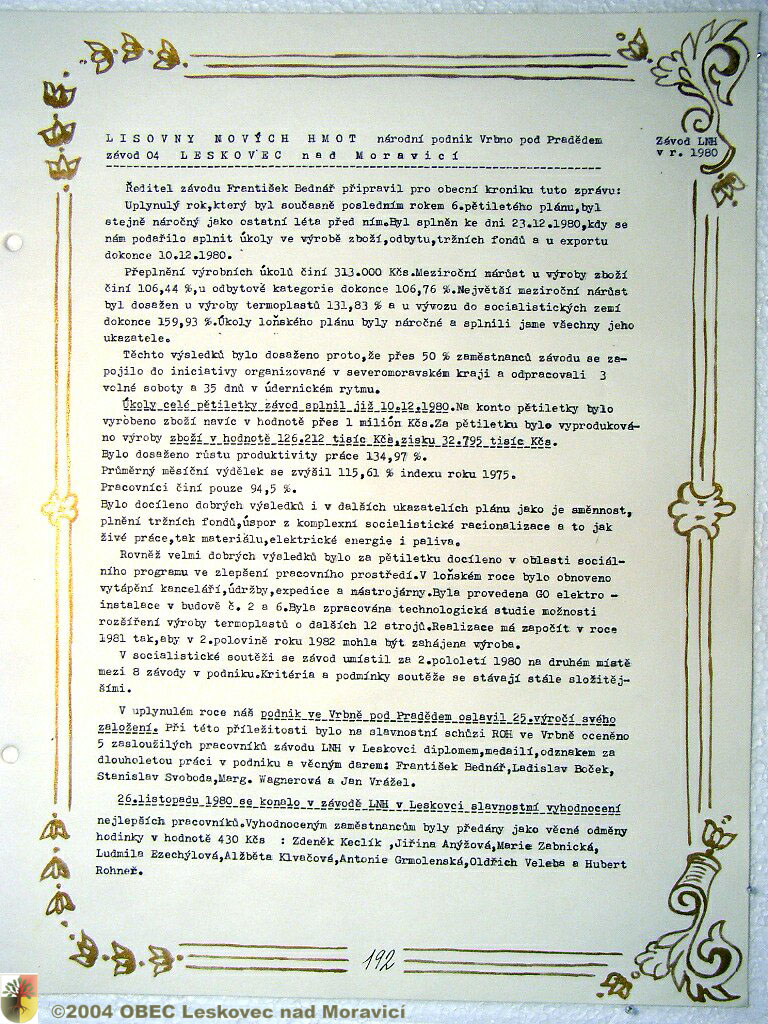 L I S O V N Y   N O V Ý C H   H M O T   národní podnik Vrbno pod Pradědem
závod 04   L E S K O V E C   n a d   M o r a v i c í
Závod LNH
v r. 1980
Ředitel závodu František Bednář připravil pro obecní kroniku tuto zprávu:
Uplynulý rok,který byl současně posledním rokem 6.pětiletého plánu,byl
stejně náročný jako ostatní léta před ním.Byl splněn ke dni 23.12.1980,kdy se
nám podařilo splnit úkoly ve výrobě zboží,odbytu,tržních fondů a u exportu
dokonce 10.12.1980.
Přeplnění výrobních úkolů činí 313.000 Kčs.Meziroční nárůst u výroby zboží
činí 106,44 %,u odbytově kategorie dokonce 106,76 %.Největší meziroční nárůst
byl dosažen u výroby termoplastů 131,83 % a u vývozu do socialistických zemí
dokonce 159,93 %.Úkoly loňského plánu byly náročné a splnili jsme všechny jeho
ukazatele.
Těchto výsledků bylo dosaženo proto,že přes 50 % zaměstnanců závodu se za-
pojilo do iniciativy organizované v severomoravském kraji a odpracovali  3
volné soboty a 35 dnů v údernickém rytmu.
Úkoly celé pětiletky závod splnil již 10.12.1980.Na konto pětiletky bylo
vyrobeno zboží navíc v hodnotě přes 1 milión Kčs.Za pětiletku bylo vyproduková-
no výroby zboží v hodnotě 126.212 tisíc Kčs.zisku 32.795 tisíc Kčs.
Bylo dosaženo růstu produktivity práce 134,97 %.
Průměrný měsíční výdělek se zvýšil 115,61 % indexu roku 1975.
Pracovníci činí pouze 94,5 %.
Bylo docíleno dobrých výsledků i v dalších ukazatelích plánu jako je směnnost,
plnění tržních fondů,úspor z komplexní socialistické racionalizace a to jak
živé práce,tak materiálu,elektrické energie i paliva.
Rovněž velmi dobrých výsledků bylo za pětiletku docíleno v oblasti sociál-
ního programu ve zlepšení pracovního prostředí.V loňském roce bylo obnoveno
vytápění kanceláří,údržby,expedice a nástrojárny.Byla provedena GO elektro -
instalace v budově č. 2 a 6.Byla zpracována technologická studie možnosti
rozšíření výroby termoplastů o dalších 12 strojů.Realizace má započít v roce
1981 tak,aby v 2.polovině roku 1982 mohla být zahájena výroba.
V socialistické soutěži se závod umístil za 2.pololetí 1980 na druhém místě
mezi 8 závody v podniku.Kritéria a podmínky soutěže se stávají stále složitěj-
šími.
V uplynulém roce náš podnik ve Vrbně pod Pradědem oslavil 25.výročí svého
založení. Při této příležitosti bylo na slavnostní schůzi ROH ve Vrbně oceněno
5 zasloužilých pracovníků závodu LNH v Leskovci diplomem,medailí,odznakem za
dlouholetou práci v podniku a věcným darem: František Bednář,Ladislav Boček,
Stanislav Svoboda,Marg. Wagnerová a Jan Vrážel.
26.listopadu 1980 se konalo v závodě LNH v Leskovci slavnostmí vyhodnocení
nejlepších pracovníků.Vyhodnoceným zaměstnancům byly předány jako věcné odměny
hodinky v hodnotě 430 Kčs  : Zdeněk Keclík ,Jiřina Anýžová,Marie Zabnická,
Ludmila Ezechýlová,Alžběta Klvačová,Antonie Grmolenská,Oldřich Veleba a Hubert
Rohneř.
192
©2004 OBEC Leskovec nad Moravicí